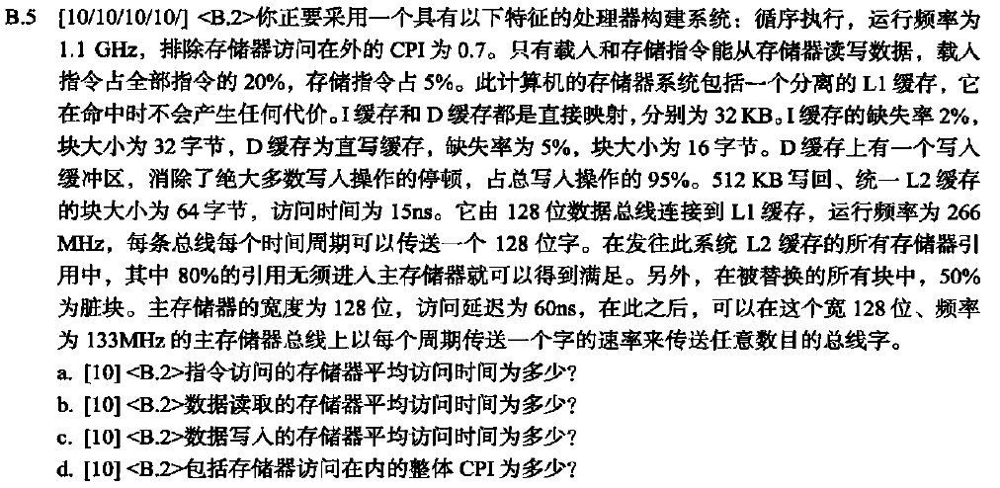 B.5 [10/10/10/10/] <B.2>你正要采用一个具有以下特征的处理器构建系统：循序执行，运行频率为
1.1 GHz，排除存储器访问在外的 CPI 为 0.7。只有载入和存储指令能从存储器读写数据，载入
指令占全部指令的 20%，存储指令占 5%。此计算机的存储器系统包括一个分离的 L1 缓存，它
在命中时不会产生任何代价。I 缓存和 D 缓存都是直接映射，分别为 32 KB。I 缓存的缺失率 2%，
块大小为 32 字节，D 缓存为直写缓存，缺失率为 5%，块大小为 16 字节。D 缓存上有一个写入
缓冲区，消除了绝大多数写入操作的停顿，占总写入操作的 95%。512 KB 写回、统一 L2 缓存
的块大小为 64 字节，访问时间为 15ns。它由 128 位数据总线连接到 L1 缓存，运行频率为 266
MHz，每条总线每个时间周期可以传送一个 128 位字。在发往此系统 L2 缓存的所有存储器引
用中，其中 80%的引用无须进入主存储器就可以得到满足。另外，在被替换的所有块中，50%
为脏块。主存储器的宽度为 128 位，访问延迟为 60ns，在此之后，可以在这个宽 128 位、频率
为 133MHz 的主存储器总线上以每个周期传送一个字的速率来传送任意数目的总线字。
a. [10] <B.2>指令访问的存储器平均访问时间为多少？
b. [10] <B.2>数据读取的存储器平均访问时间为多少？
c. [10] <B.2>数据写入的存储器平均访问时间为多少？
d. [10] <B.2>包括存储器访问在内的整体 CPI 为多少？